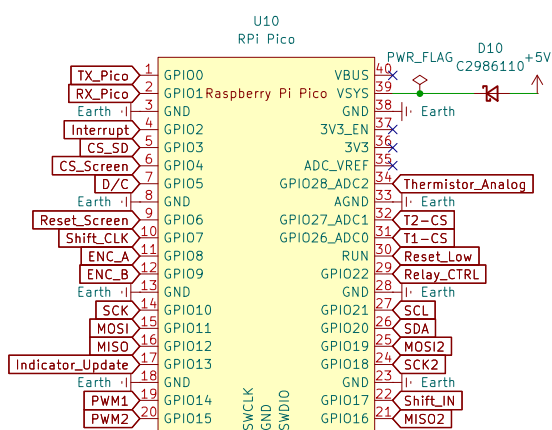 U10
RPi Pico
PWR_FLAG
D10
C2986110
+5V
TX_Pico 1 GPIO0 VBUS 40
RX_Pico 2 GPIO1 Raspberry Pi Pico VSYS 39
Earth 3 GND GND 38 Earth
Interrupt 4 GPIO2 3V3_EN 37
CS_SD 5 GPIO3 3V3 36
CS_Screen 6 GPIO4 ADC_VREF 35
D/C 7 GPIO5 GPIO28_ADC2 34 Thermistor_Analog
Earth 8 GND AGND 33 Earth
Reset_Screen 9 GPIO6 GPIO27_ADC1 32 T2-CS
Shift_CLK 10 GPIO7 GPIO26_ADC0 31 T1-CS
ENC_A 11 GPIO8 RUN 30 Reset_Low
ENC_B 12 GPIO9 GPIO22 29 Relay_CTRL
Earth 13 GND GND 28 Earth
SCK 14 GPIO10 GPIO21 27 SCL
MOSI 15 GPIO11 GPIO20 26 SDA
MISO 16 GPIO12 GPIO19 25 MOSI2
Indicator_Update 17 GPIO13 GPIO18 24 SCK2
Earth 18 GND GND 23 Earth
PWM1 19 GPIO14 GPIO17 22 Shift_IN
PWM2 20 GPIO15 GPIO16 21 MISO2
SWCLK
GND
SWDIO